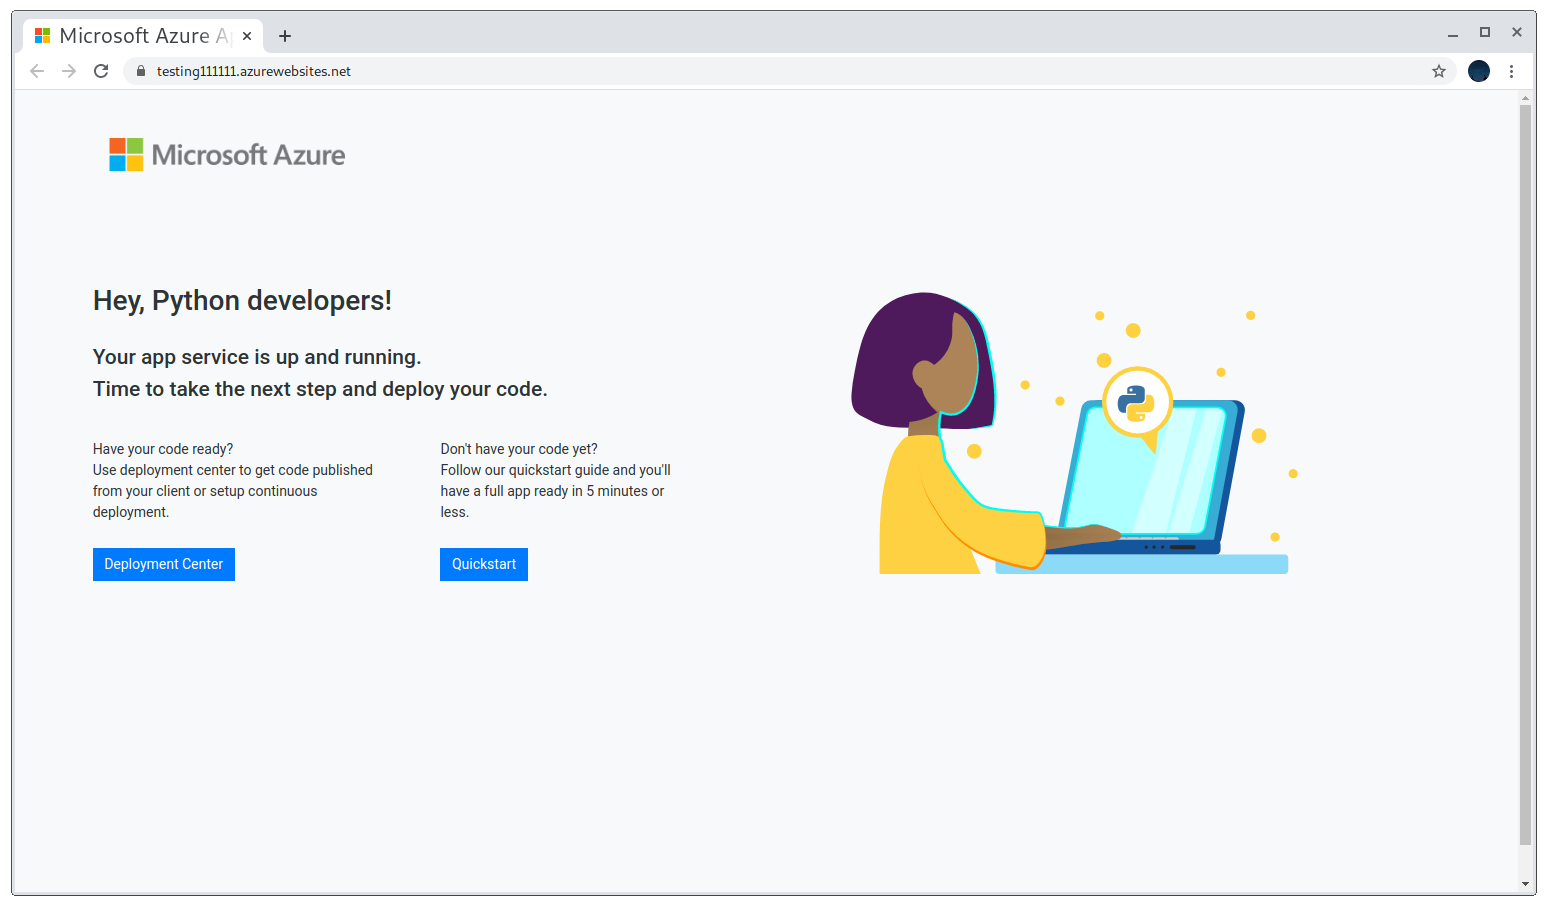 Microsoft Azure A
testing111111.azurewebsites.net
Microsoft Azure
Hey, Python developers!
Your app service is up and running.
Time to take the next step and deploy your code.
Have your code ready?
Use deployment center to get code published
from your client or setup continuous
deployment.
Deployment Center
Don't have your code yet?
Follow our quickstart guide and you'll
have a full app ready in 5 minutes or
less.
Quickstart